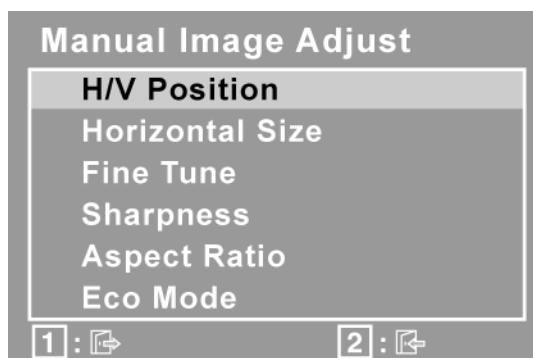 Manual Image Adjust
H/V Position
Horizontal Size
Fine Tune
Sharpness
Aspect Ratio
Eco Mode
1 : 2 :